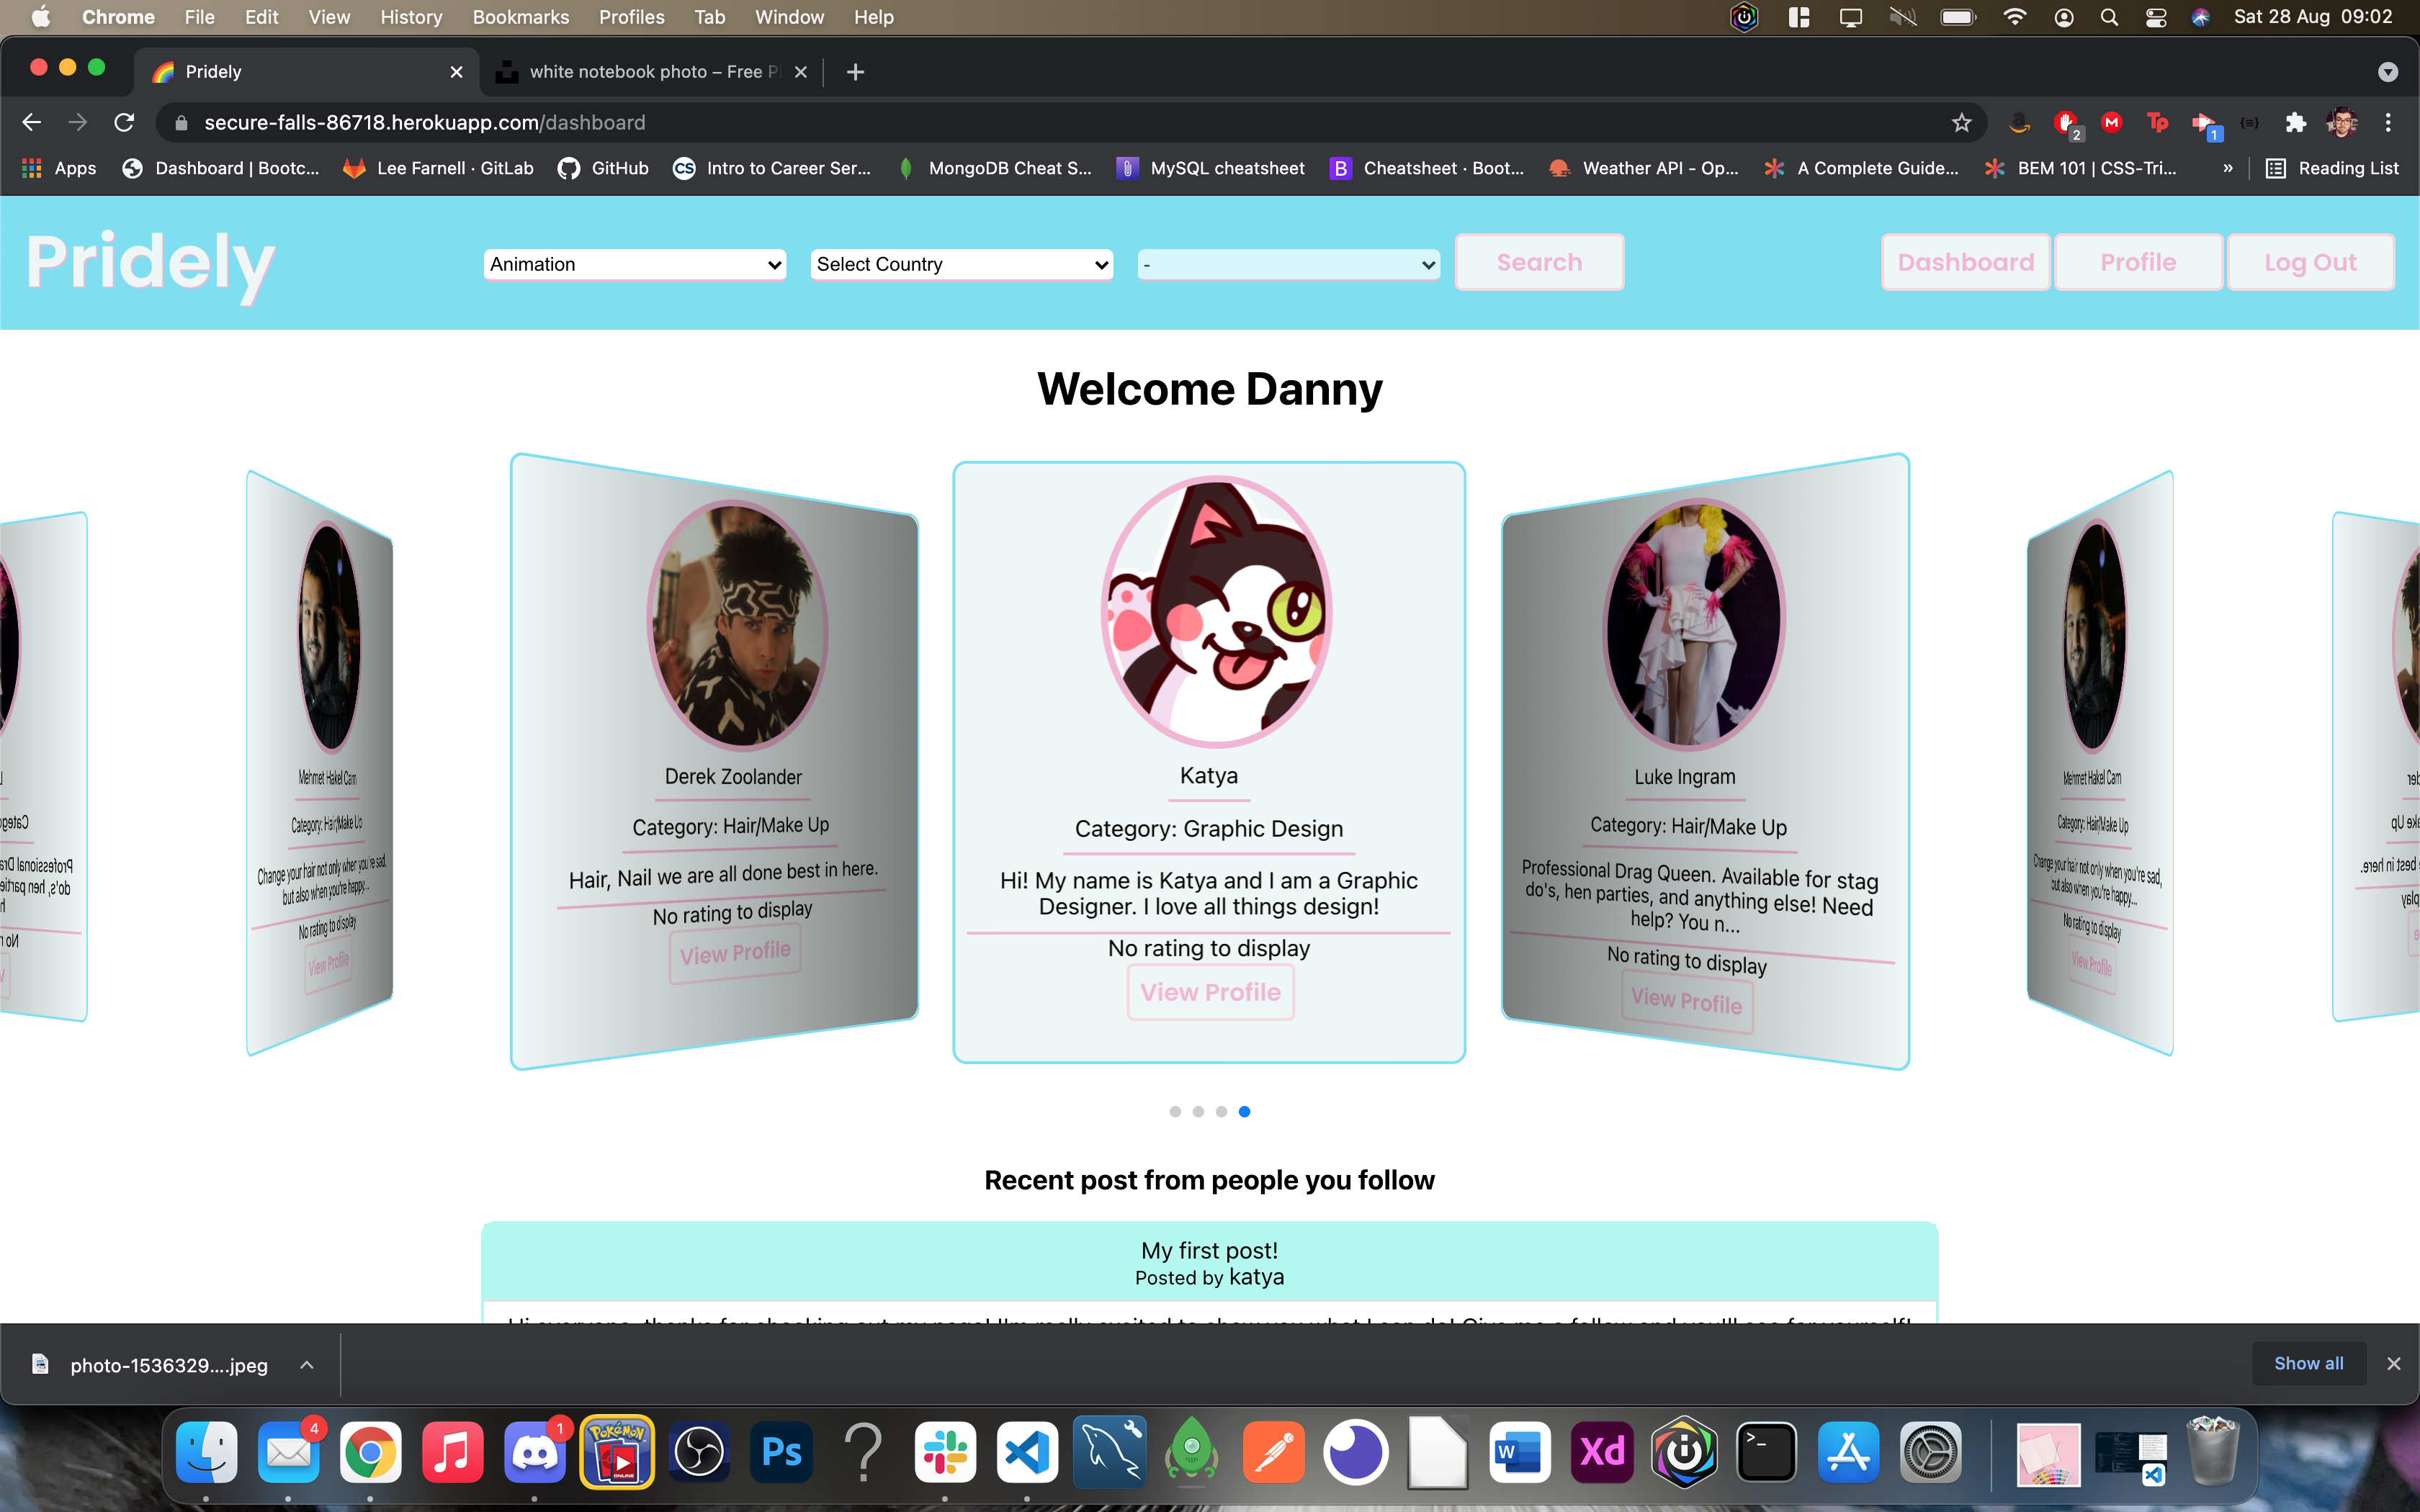 Chrome File Edit View History Bookmarks Profiles Tab Window Help Sat 28 Aug 09:02
Pridely white notebook photo – Free Pi
secure-falls-86718.herokuapp.com/dashboard 2 Tp 1
Apps Dashboard | Bootc... Lee Farnell · GitLab GitHub CS Intro to Career Ser... MongoDB Cheat S... MySQL cheatsheet B Cheatsheet · Boot... Weather API - Op... A Complete Guide... BEM 101 | CSS-Tri... » Reading List
Pridely Animation Select Country - Search Dashboard Profile Log Out
Welcome Danny
Mehmet Hakel Cam
Category: Hair/Make Up
Change your hair not only when you're sad,
but also when you're happy...
No rating to display
View Profile
Derek Zoolander
Category: Hair/Make Up
Hair, Nail we are all done best in here.
No rating to display
View Profile
Katya
Category: Graphic Design
Hi! My name is Katya and I am a Graphic
Designer. I love all things design!
No rating to display
View Profile
Luke Ingram
Category: Hair/Make Up
Professional Drag Queen. Available for stag
do's, hen parties, and anything else! Need
help? You n...
No rating to display
View Profile
Mehmet Hakel Cam
Category: Hair/Make Up
Change your hair not only when you're sad,
but also when you're happy...
No rating to display
View Profile
Recent post from people you follow
My first post!
Posted by katya
photo-1536329....jpeg Show all
4 1 Pokémon ONLINE Ps ? W Xd >_